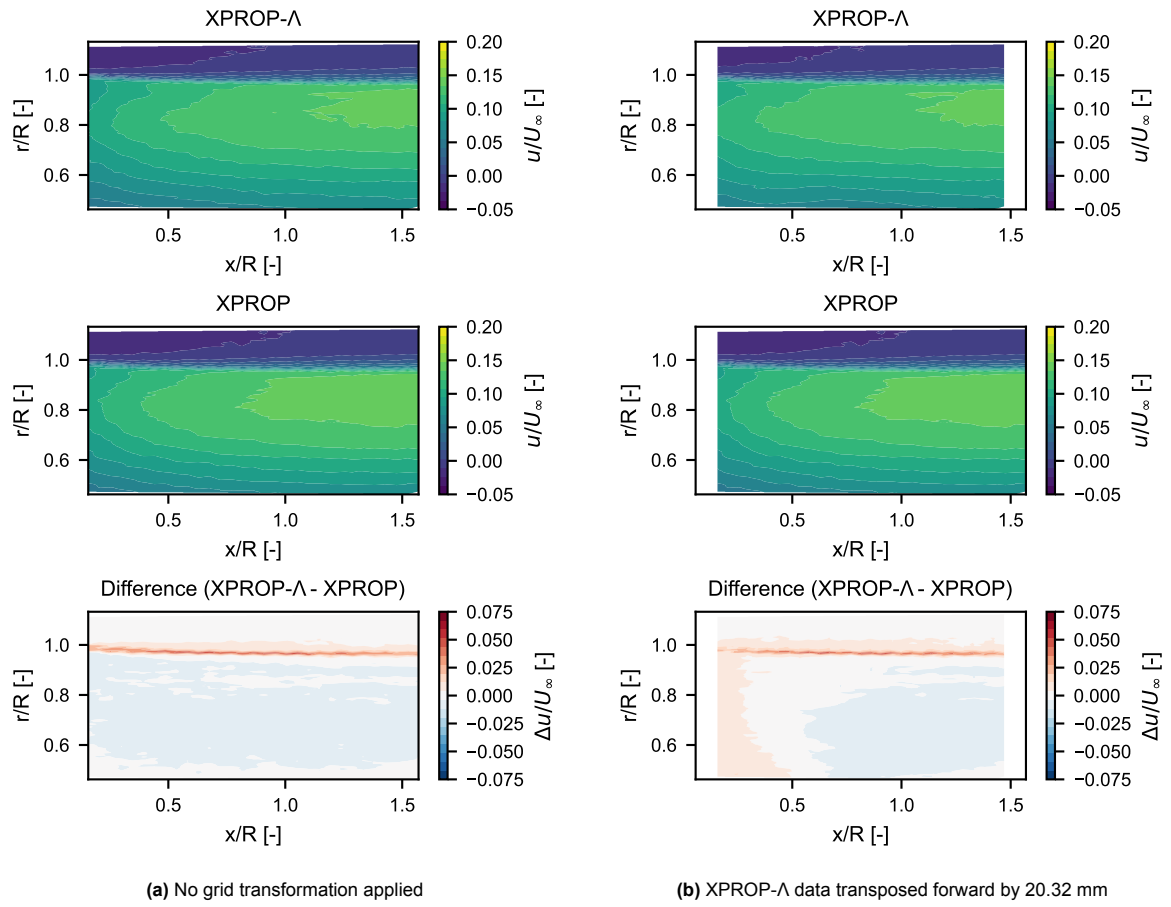 XPROP-Λ
1.0
0.8
0.6
r/R [-]
0.5
1.0
1.5
x/R [-]
0.20
0.15
0.10
0.05
0.00
−0.05
u/U∞ [-]
XPROP
1.0
0.8
0.6
r/R [-]
0.5
1.0
1.5
x/R [-]
0.20
0.15
0.10
0.05
0.00
−0.05
u/U∞ [-]
Difference (XPROP-Λ - XPROP)
1.0
0.8
0.6
r/R [-]
0.5
1.0
1.5
x/R [-]
0.075
0.050
0.025
0.000
−0.025
−0.050
−0.075
Δu/U∞ [-]
(a) No grid transformation applied
XPROP-Λ
1.0
0.8
0.6
r/R [-]
0.0
0.5
1.0
1.5
x/R [-]
0.20
0.15
0.10
0.05
0.00
−0.05
u/U∞ [-]
XPROP
1.0
0.8
0.6
r/R [-]
0.0
0.5
1.0
1.5
x/R [-]
0.20
0.15
0.10
0.05
0.00
−0.05
u/U∞ [-]
Difference (XPROP-Λ - XPROP)
1.0
0.8
0.6
r/R [-]
0.0
0.5
1.0
1.5
x/R [-]
0.075
0.050
0.025
0.000
−0.025
−0.050
−0.075
Δu/U∞ [-]
(b) XPROP-Λ data transposed forward by 20.32 mm